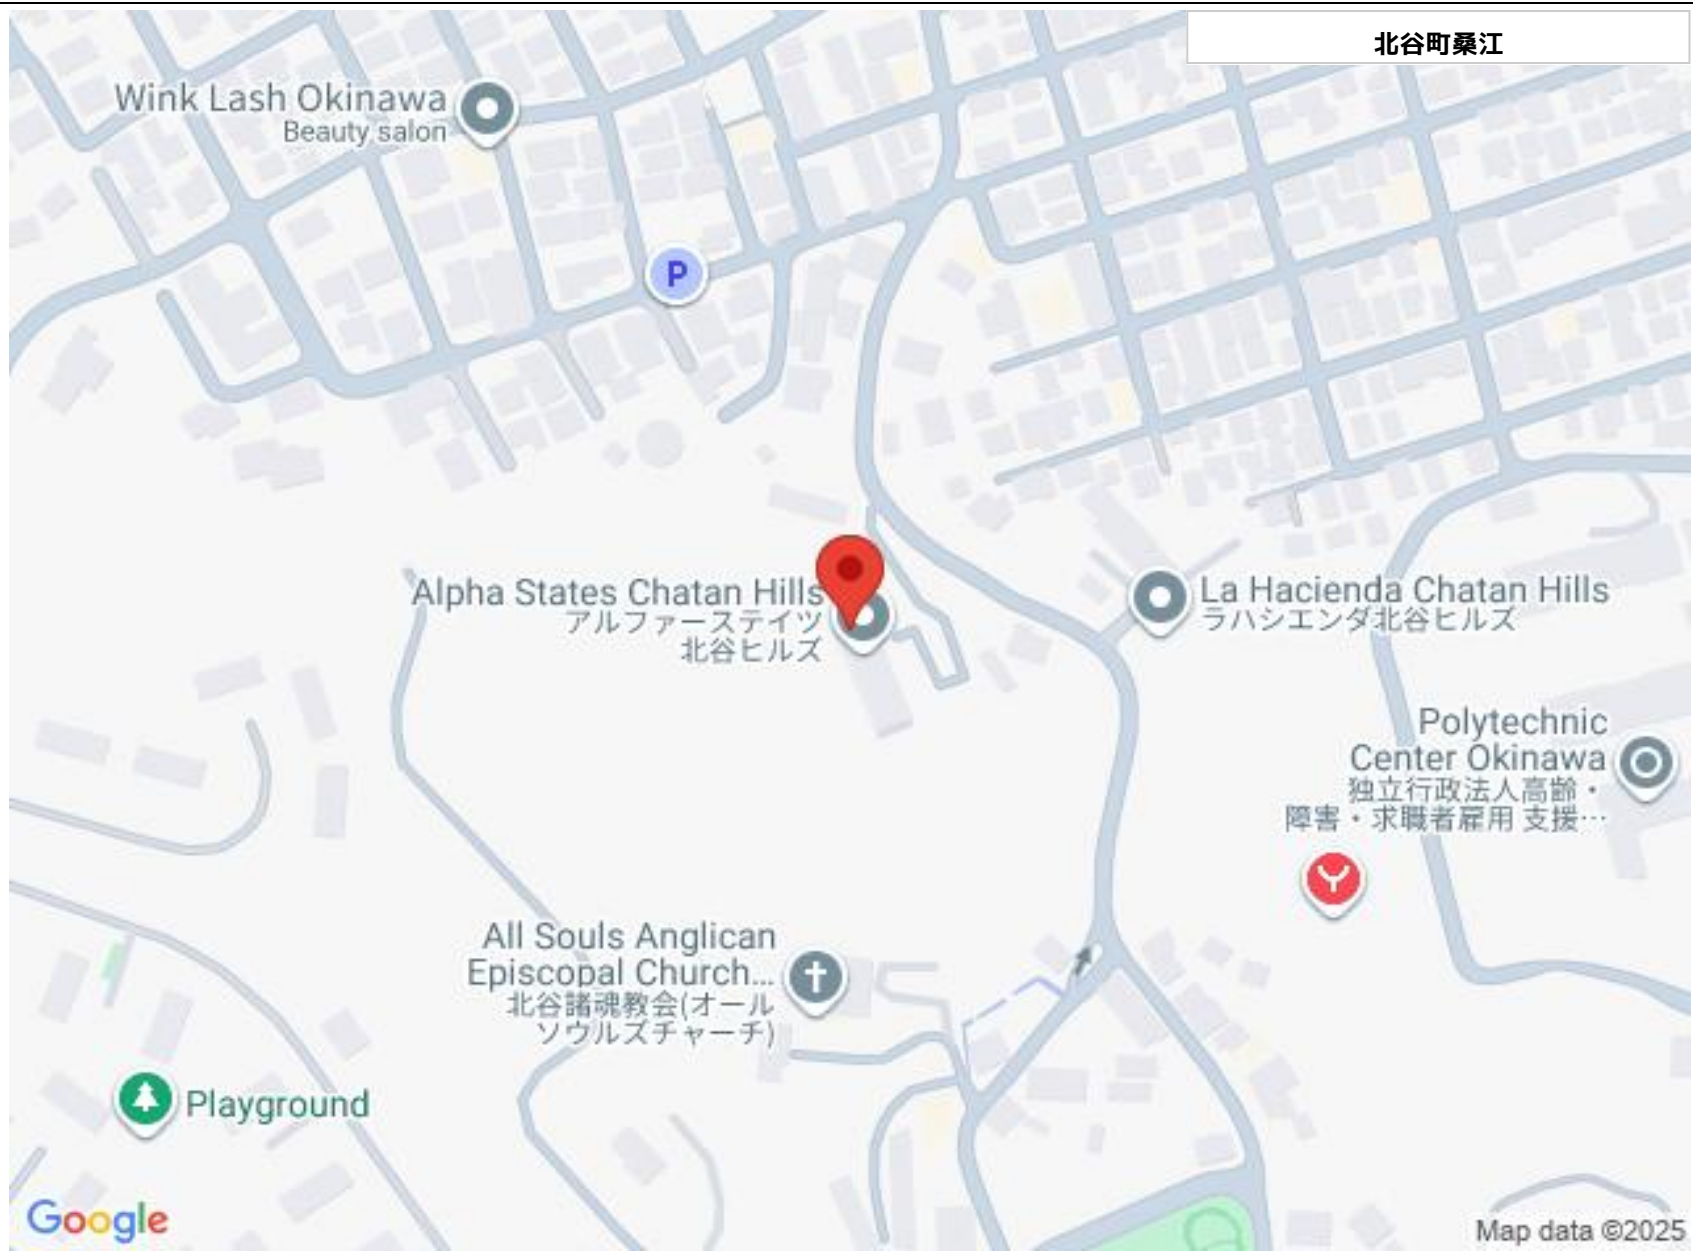 北谷町桑江
Wink Lash Okinawa
Beauty salon
P
Alpha States Chatan Hills
アルファーステイツ
北谷ヒルズ
La Hacienda Chatan Hills
ラハシエンダ北谷ヒルズ
Polytechnic
Center Okinawa
独立行政法人高齢・
障害・求職者雇用 支援…
All Souls Anglican
Episcopal Church...
北谷諸魂教会(オール
ソウルズチャーチ)
Playground
Google
Map data ©2025